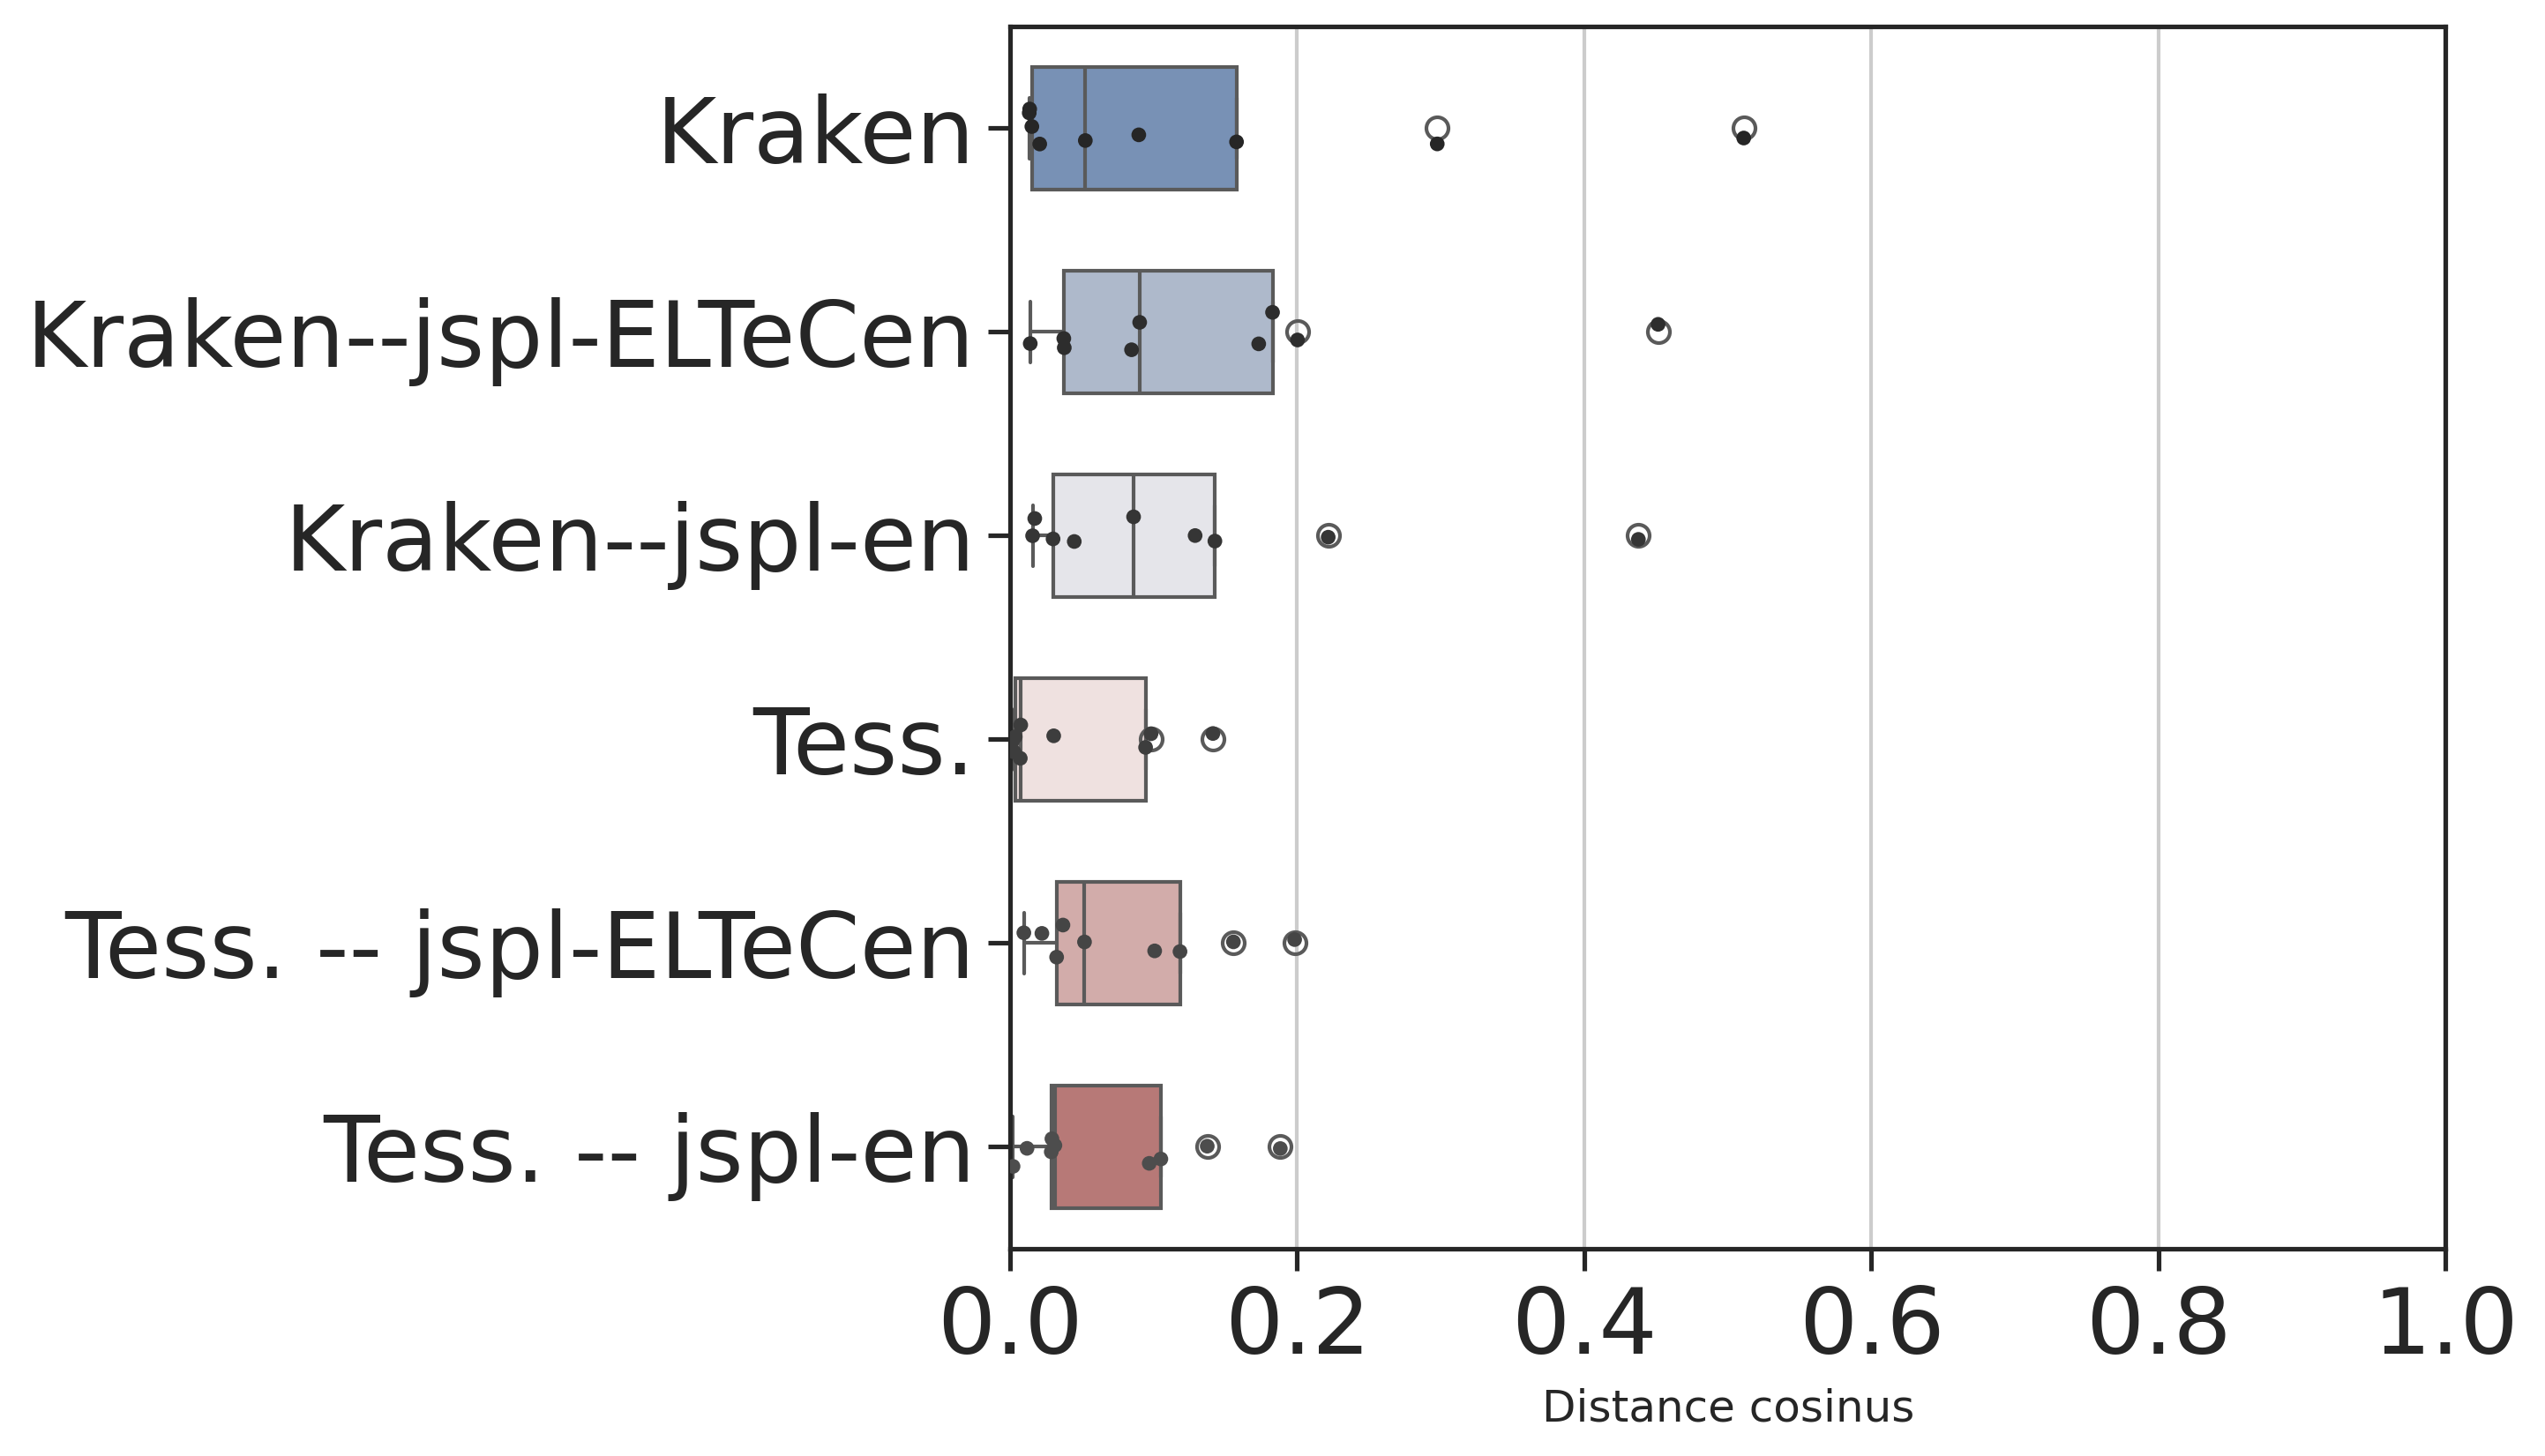 Kraken
Kraken--jspl-ELTeCen
Kraken--jspl-en
Tess.
Tess. -- jspl-ELTeCen
Tess. -- jspl-en
0.0 0.2 0.4 0.6 0.8 1.0
Distance cosinus